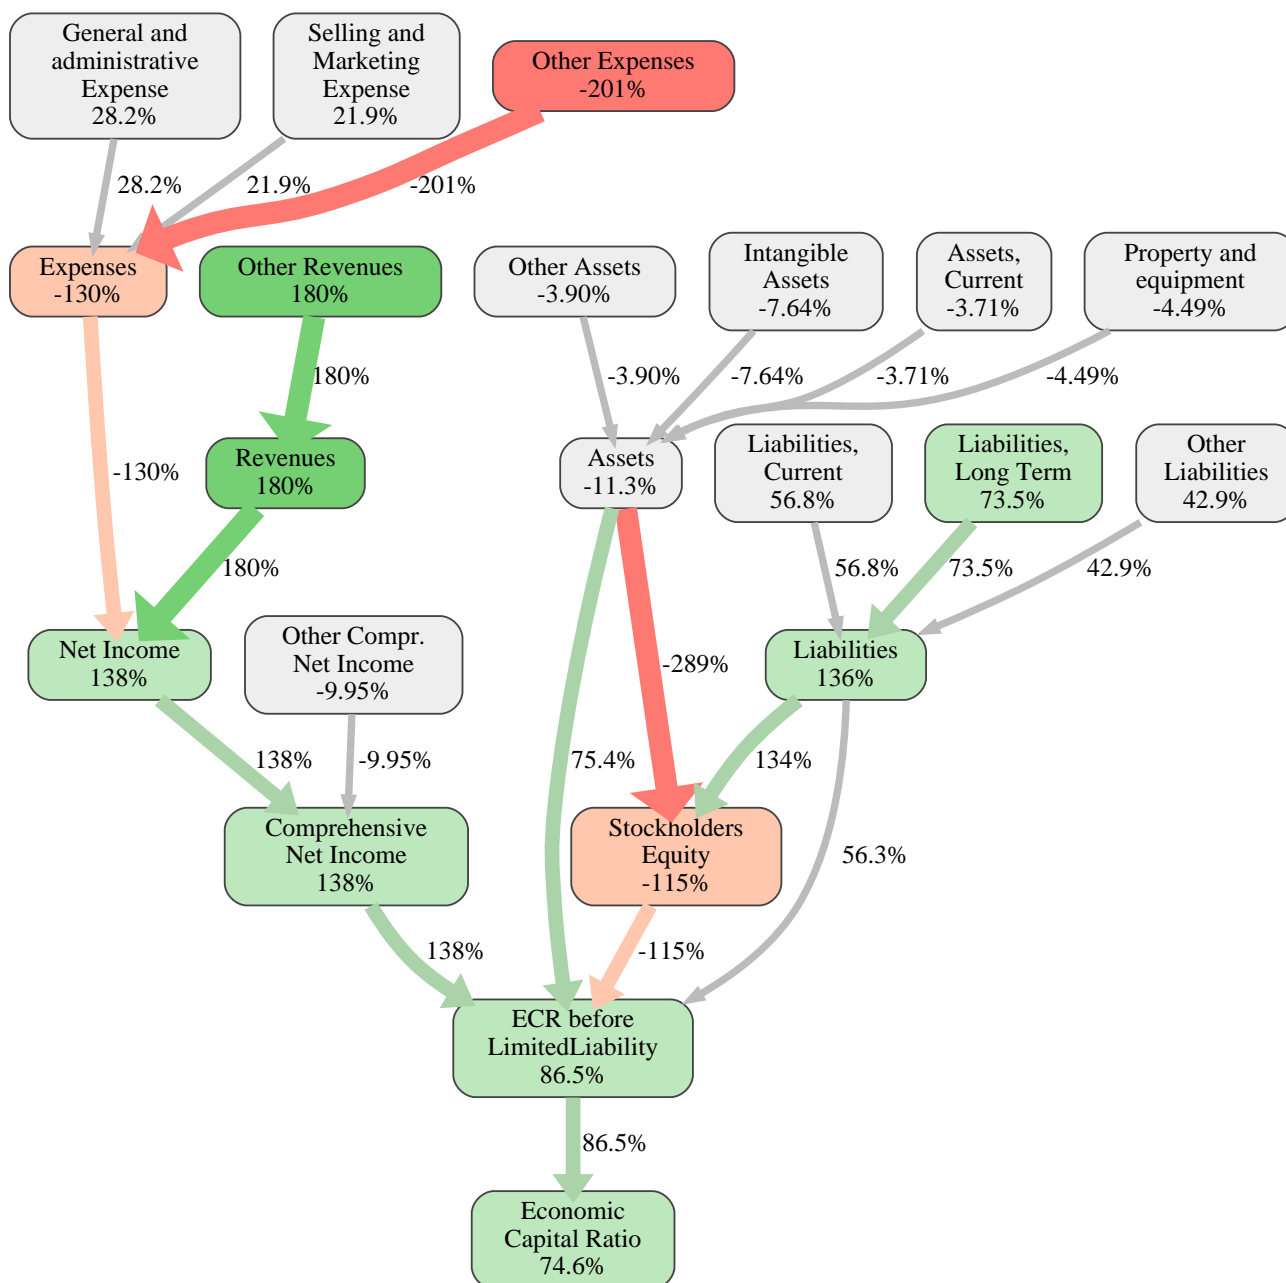 General and
administrative
Expense
28.2%
Selling and
Marketing
Expense
21.9%
Other Expenses
-201%
28.2%
21.9%
-201%
Expenses
-130%
Other Revenues
180%
Other Assets
-3.90%
Intangible
Assets
-7.64%
Assets,
Current
-3.71%
Property and
equipment
-4.49%
180%
-3.90%
-7.64%
-3.71%
-4.49%
Revenues
180%
Assets
-11.3%
Liabilities,
Current
56.8%
Liabilities,
Long Term
73.5%
Other
Liabilities
42.9%
-130%
180%
56.8%
73.5%
42.9%
Net Income
138%
Other Compr.
Net Income
-9.95%
-289%
Liabilities
136%
138%
-9.95%
75.4%
134%
Comprehensive
Net Income
138%
Stockholders
Equity
-115%
56.3%
138%
-115%
ECR before
LimitedLiability
86.5%
86.5%
Economic
Capital Ratio
74.6%